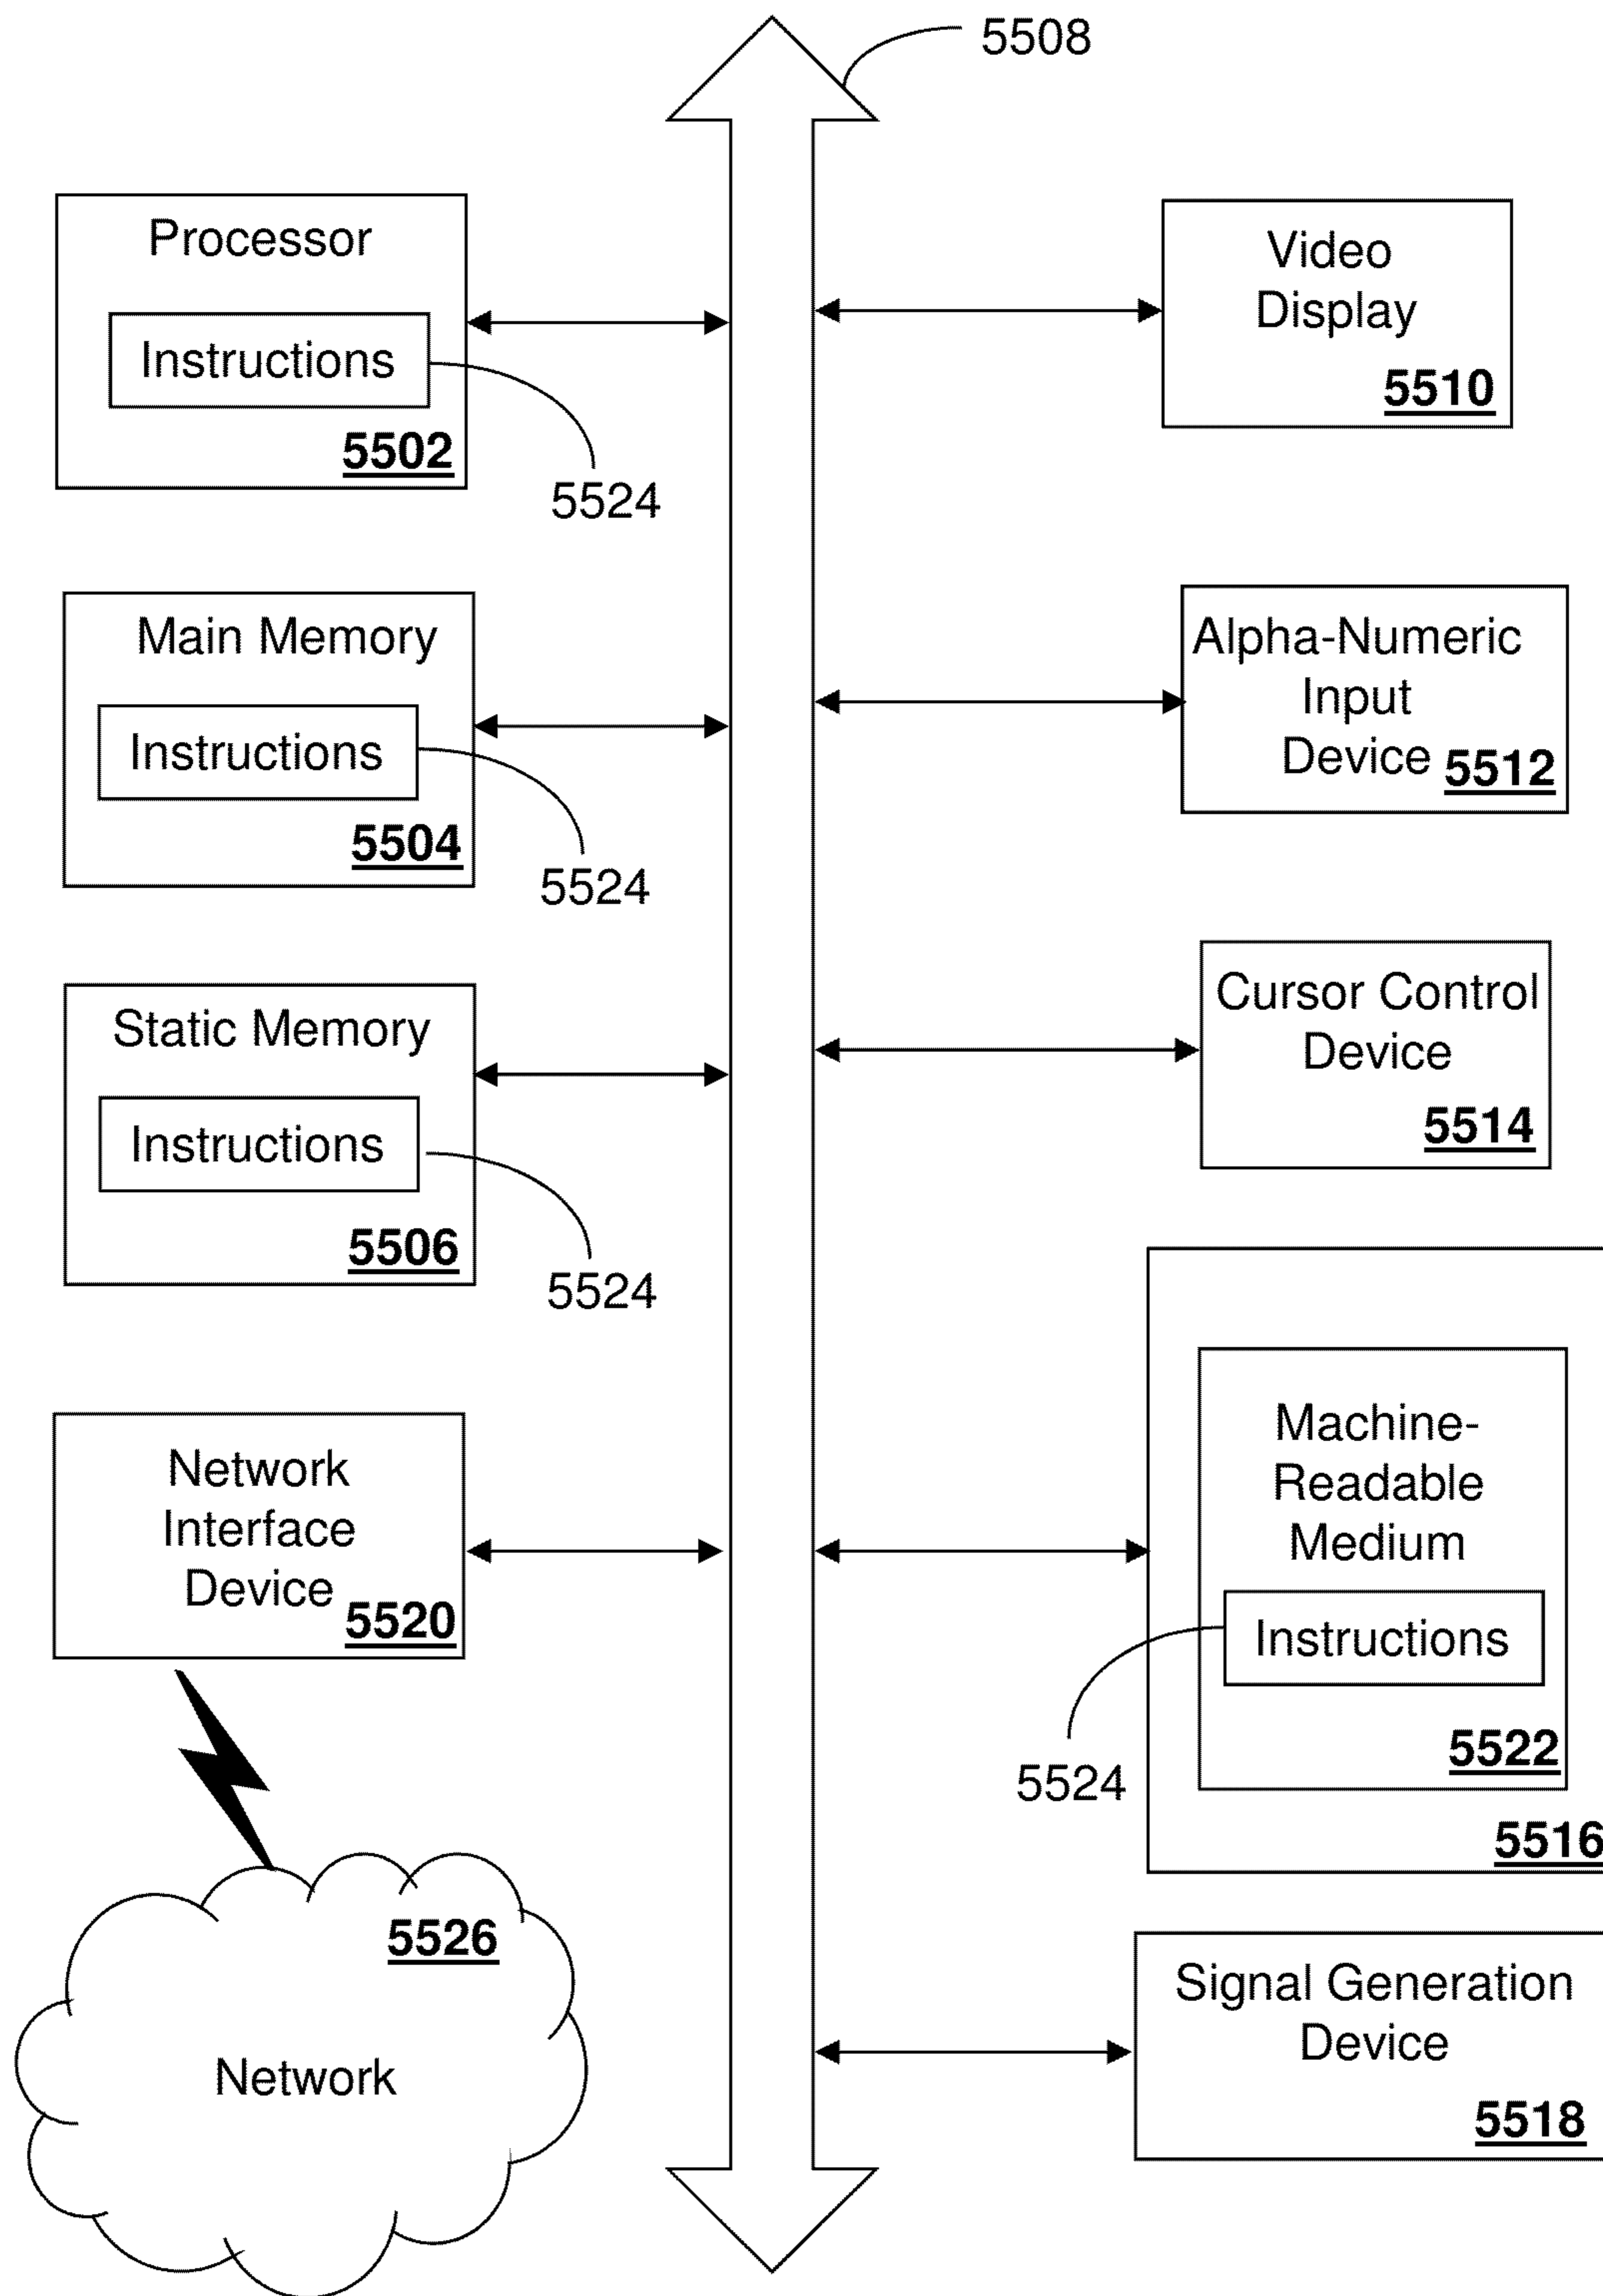 5508
Processor
Instructions
5502
5524
Main Memory
Instructions
5504
5524
Static Memory
Instructions
5506
5524
Network
Interface
Device
5520
5526
Network
Video
Display
5510
Alpha-Numeric
Input
Device
5512
Cursor Control
Device
5514
Machine-
Readable
Medium
Instructions
5522
5524
5516
Signal Generation
Device
5518